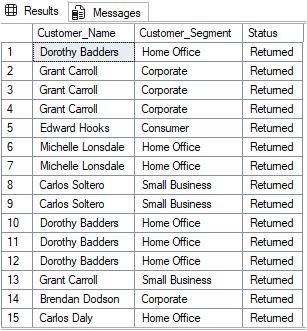 Results Messages
Customer_Name Customer_Segment Status
1 Dorothy Badders Home Office Returned
2 Grant Carroll Corporate Returned
3 Grant Carroll Corporate Returned
4 Grant Carroll Corporate Returned
5 Edward Hooks Consumer Returned
6 Michelle Lonsdale Home Office Returned
7 Michelle Lonsdale Home Office Returned
8 Carlos Soltero Small Business Returned
9 Carlos Soltero Small Business Returned
10 Dorothy Badders Home Office Returned
11 Dorothy Badders Home Office Returned
12 Dorothy Badders Home Office Returned
13 Grant Carroll Small Business Returned
14 Brendan Dodson Corporate Returned
15 Carlos Daly Home Office Returned